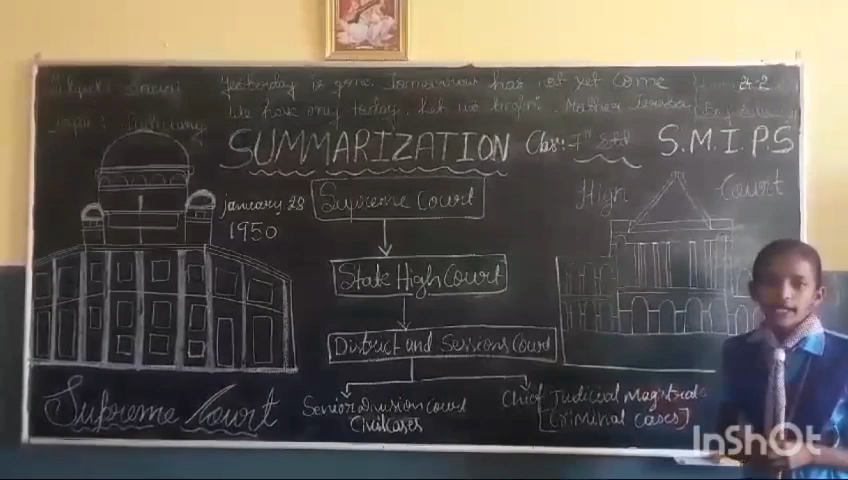 Yesterday is gone. Tomorrow has not yet come
We have only today. Let us begin". Mother Teresa
24-2
SUMMARIZATION Class: 7th Std S.M.I.P.S
January 28
1950
Supreme Court
State High Court
District and Sessions Court
Senior Division court
Civil cases
Chief Judicial Magistrate
[Criminal cases]
High Court
Supreme Court
InShOt